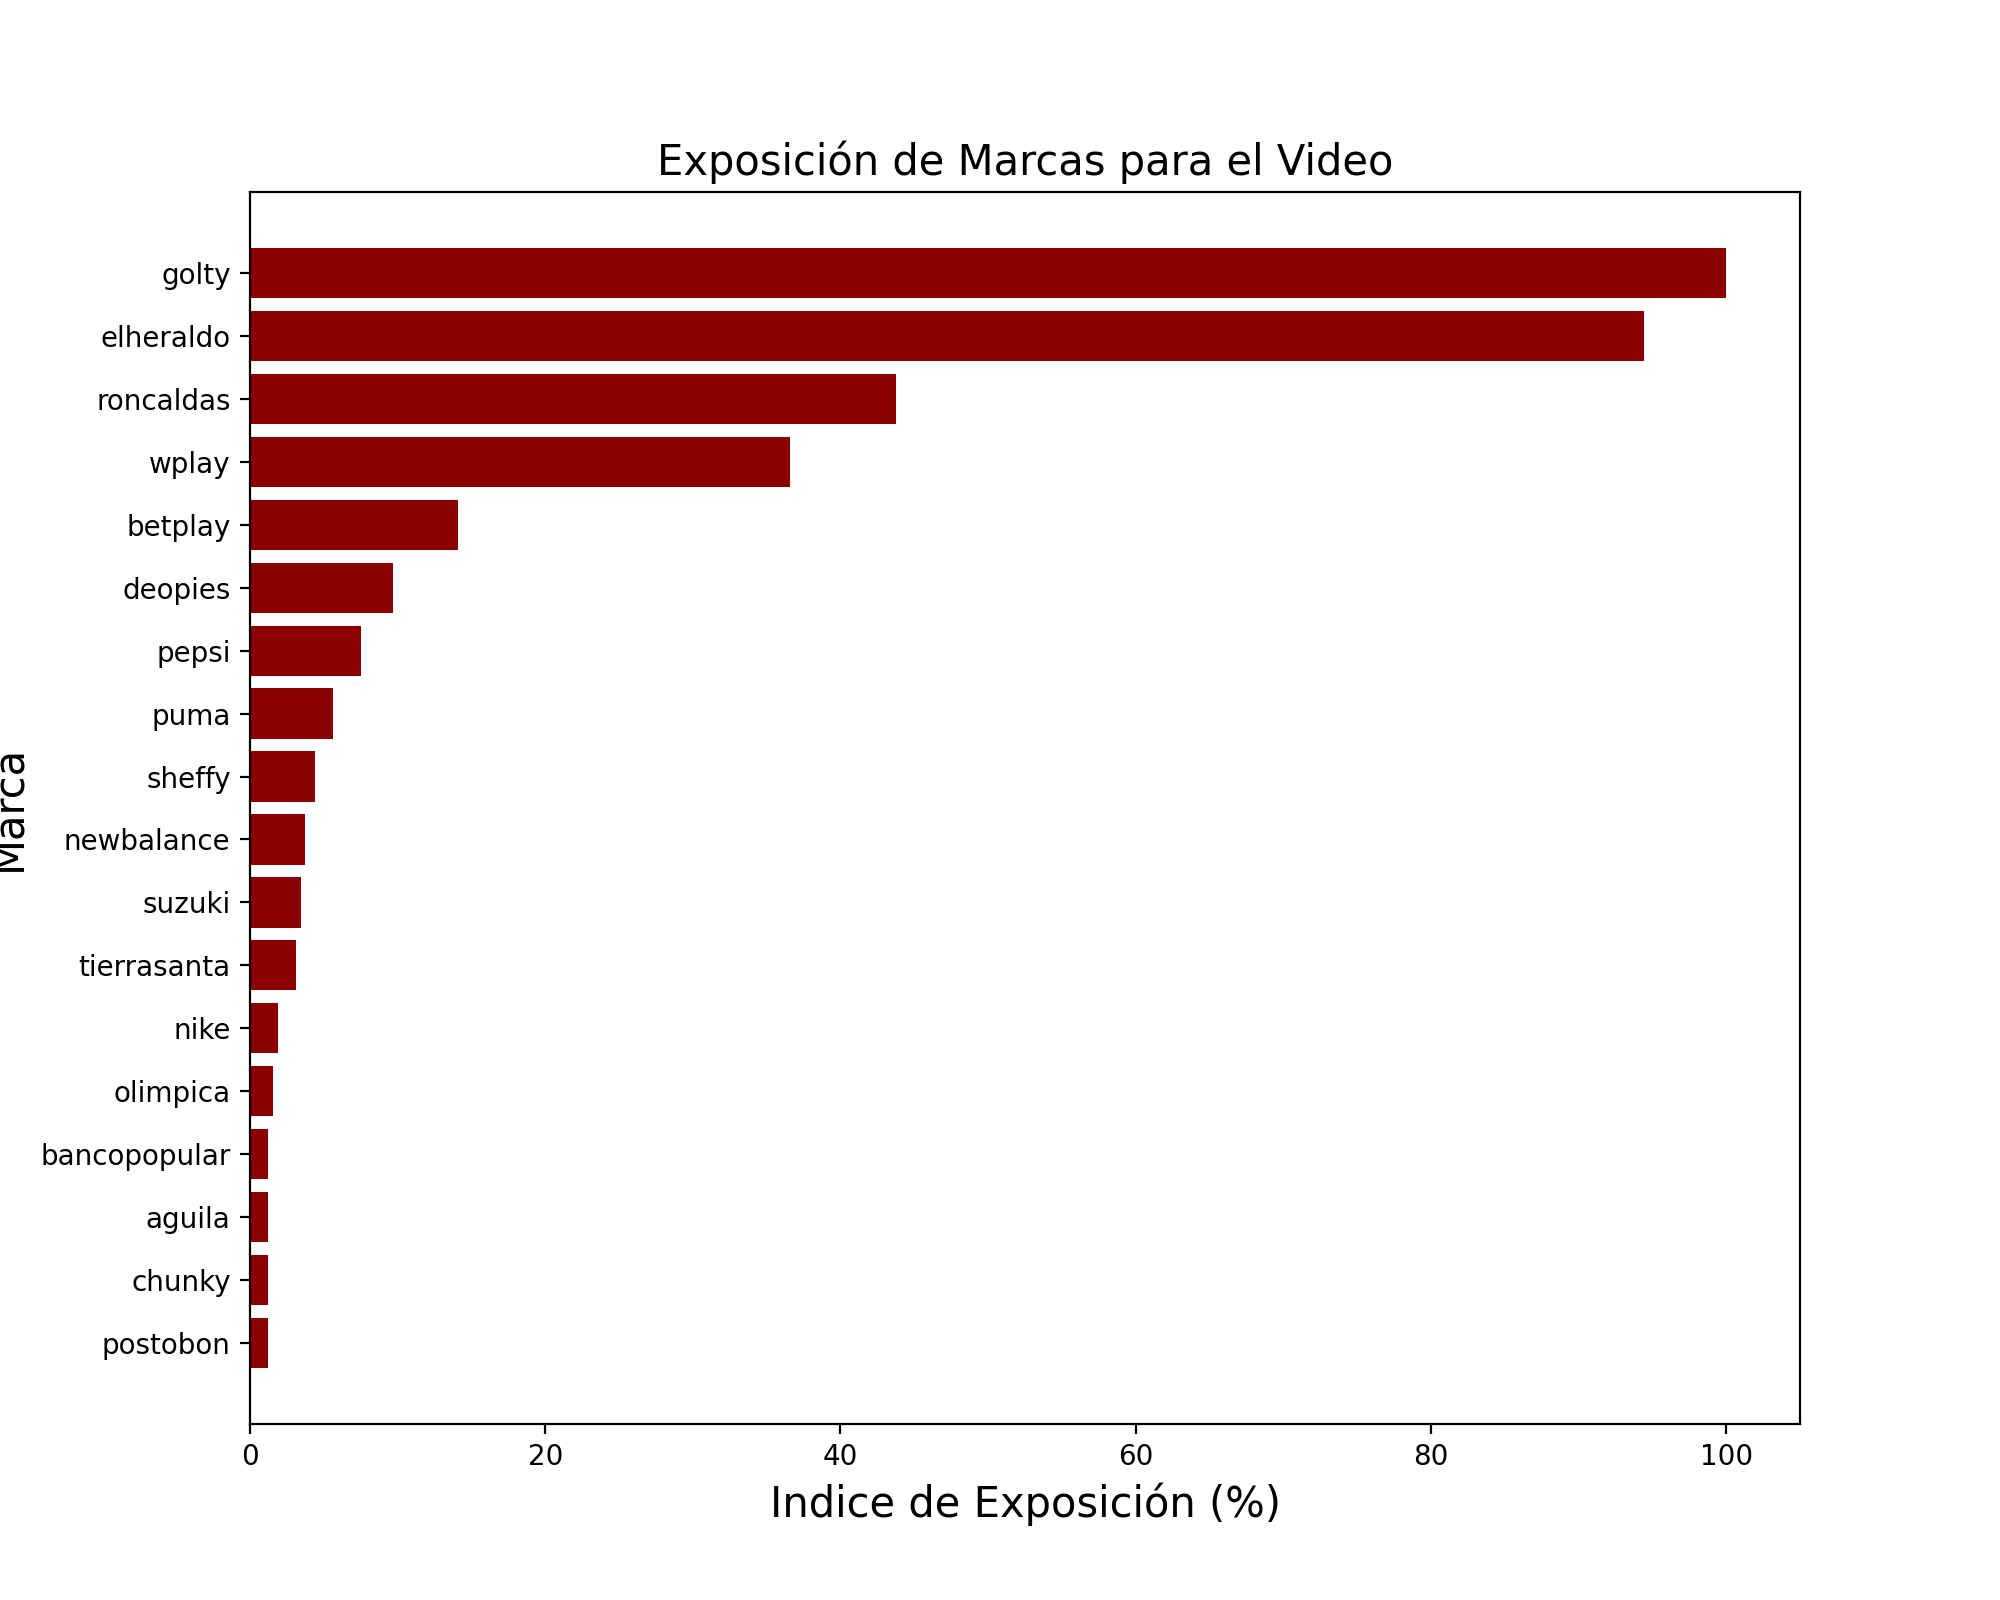 Exposición de Marcas para el Video
golty
elheraldo
roncaldas
wplay
betplay
deopies
pepsi
puma
sheffy
newbalance
suzuki
tierrasanta
nike
olimpica
bancopopular
aguila
chunky
postobon
Marca
0 20 40 60 80 100
Indice de Exposición (%)